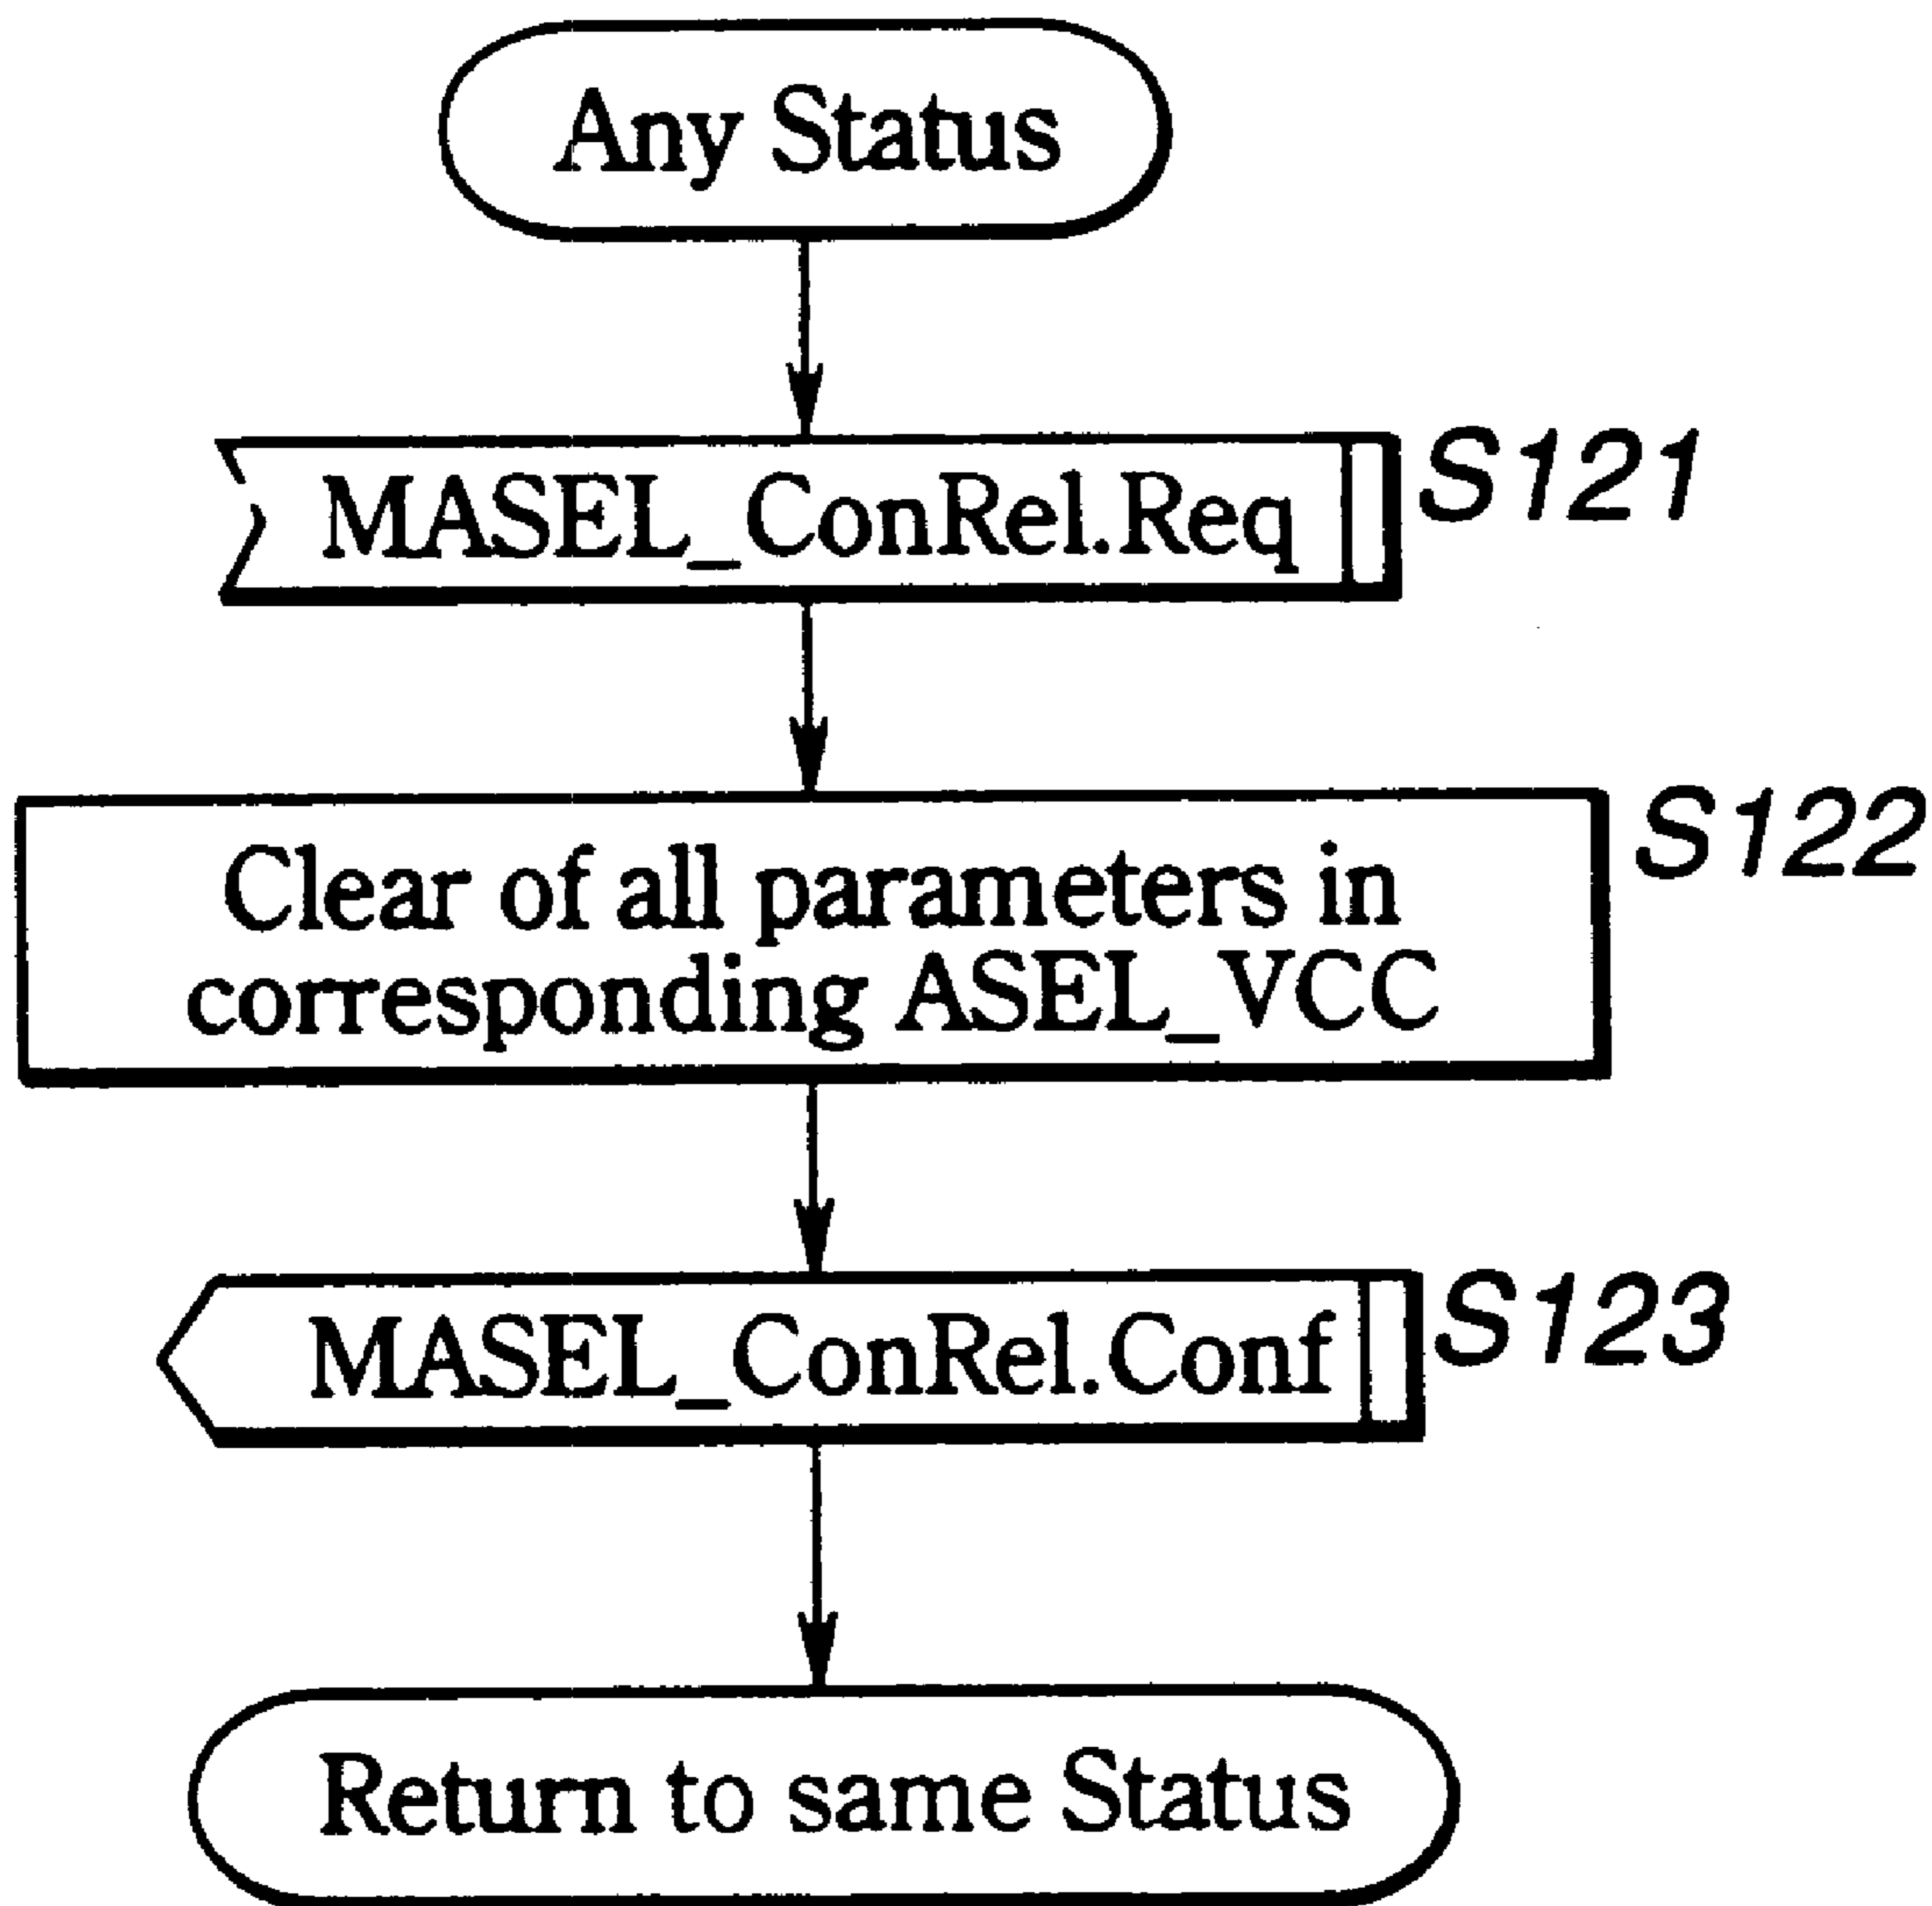 Any Status
MASEL_ConRel.Req
S121
Clear of all parameters in
corresponding ASEL_VCC
S122
MASEL_ConRel.Conf
S123
Return to same Status